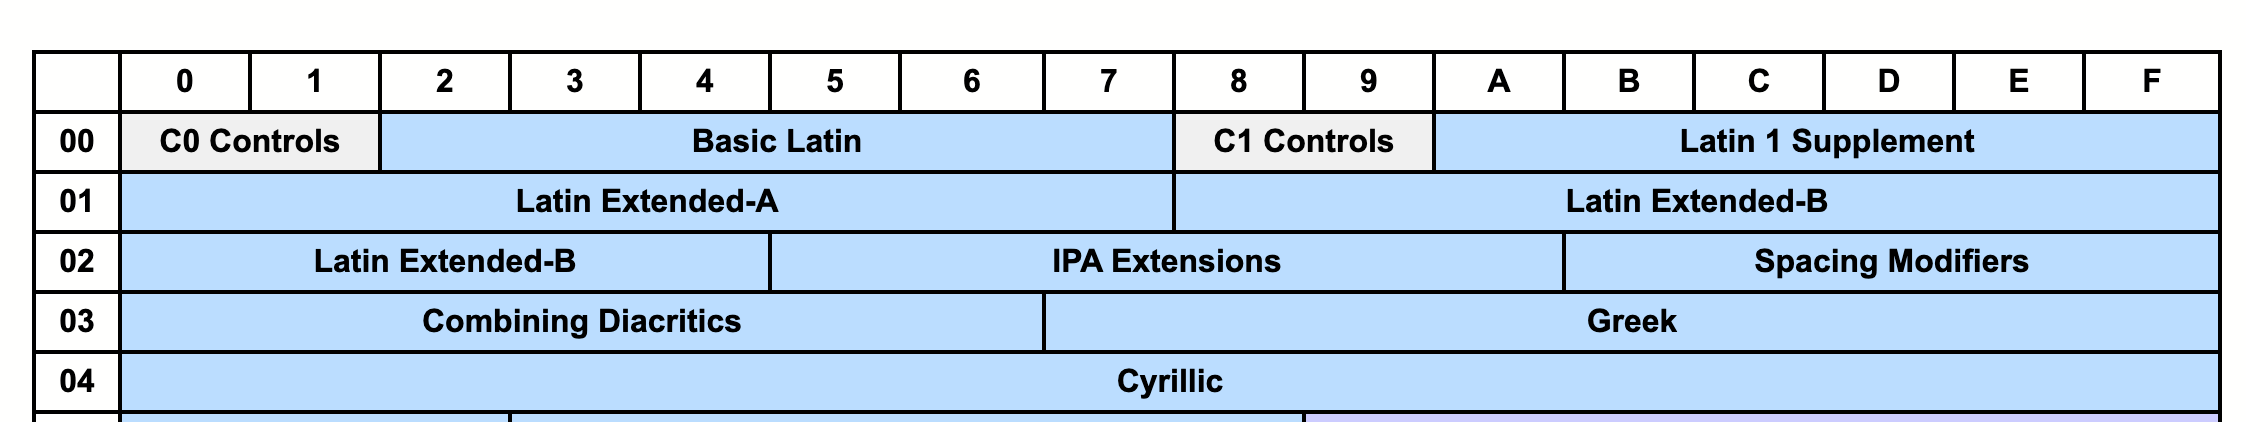 0 1 2 3 4 5 6 7 8 9 A B C D E F
00 C0 Controls Basic Latin C1 Controls Latin 1 Supplement
01 Latin Extended-A Latin Extended-B
02 Latin Extended-B IPA Extensions Spacing Modifiers
03 Combining Diacritics Greek
04 Cyrillic